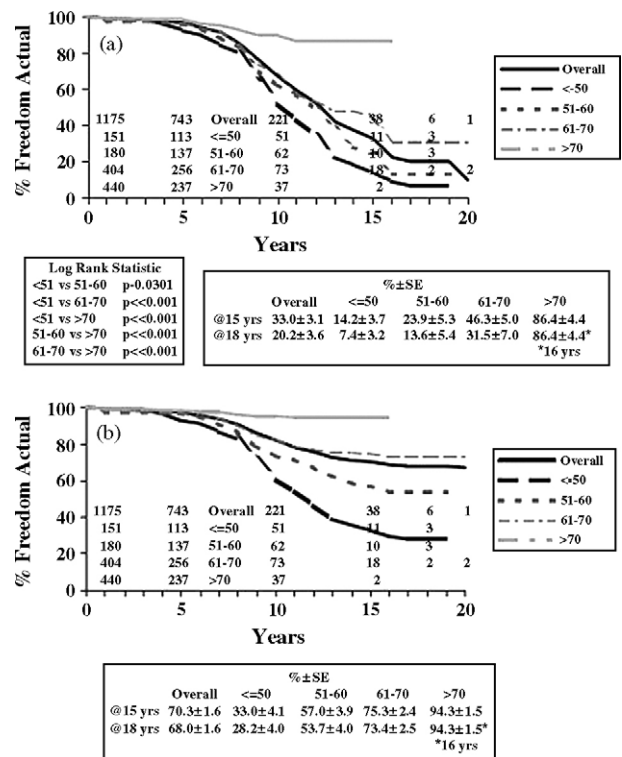 100
(a)
80
60
40
20
0
% Freedom Actual
1175 743 Overall 221 38 6 1
151 113 <=50 51 11 3
180 137 51-60 62 10 3
404 256 61-70 73 18 2 2
440 237 >70 37 2
0 5 10 15 20
Years
Overall
<-50
51-60
61-70
>70
Log Rank Statistic
<51 vs 51-60 p-0.0301
<51 vs 61-70 p<<0.001
<51 vs >70 p<<0.001
51-60 vs >70 p<<0.001
61-70 vs >70 p<<0.001
%±SE
Overall <=50 51-60 61-70 >70
@15 yrs 33.0±3.1 14.2±3.7 23.9±5.3 46.3±5.0 86.4±4.4
@18 yrs 20.2±3.6 7.4±3.2 13.6±5.4 31.5±7.0 86.4±4.4*
*16 yrs
100
(b)
80
60
40
20
0
% Freedom Actual
1175 743 Overall 221 38 6 1
151 113 <=50 51 11 3
180 137 51-60 62 10 3
404 256 61-70 73 18 2 2
440 237 >70 37 2
0 5 10 15 20
Years
Overall
<=50
51-60
61-70
>70
%±SE
Overall <=50 51-60 61-70 >70
@15 yrs 70.3±1.6 33.0±4.1 57.0±3.9 75.3±2.4 94.3±1.5
@18 yrs 68.0±1.6 28.2±4.0 53.7±4.0 73.4±2.5 94.3±1.5*
*16 yrs